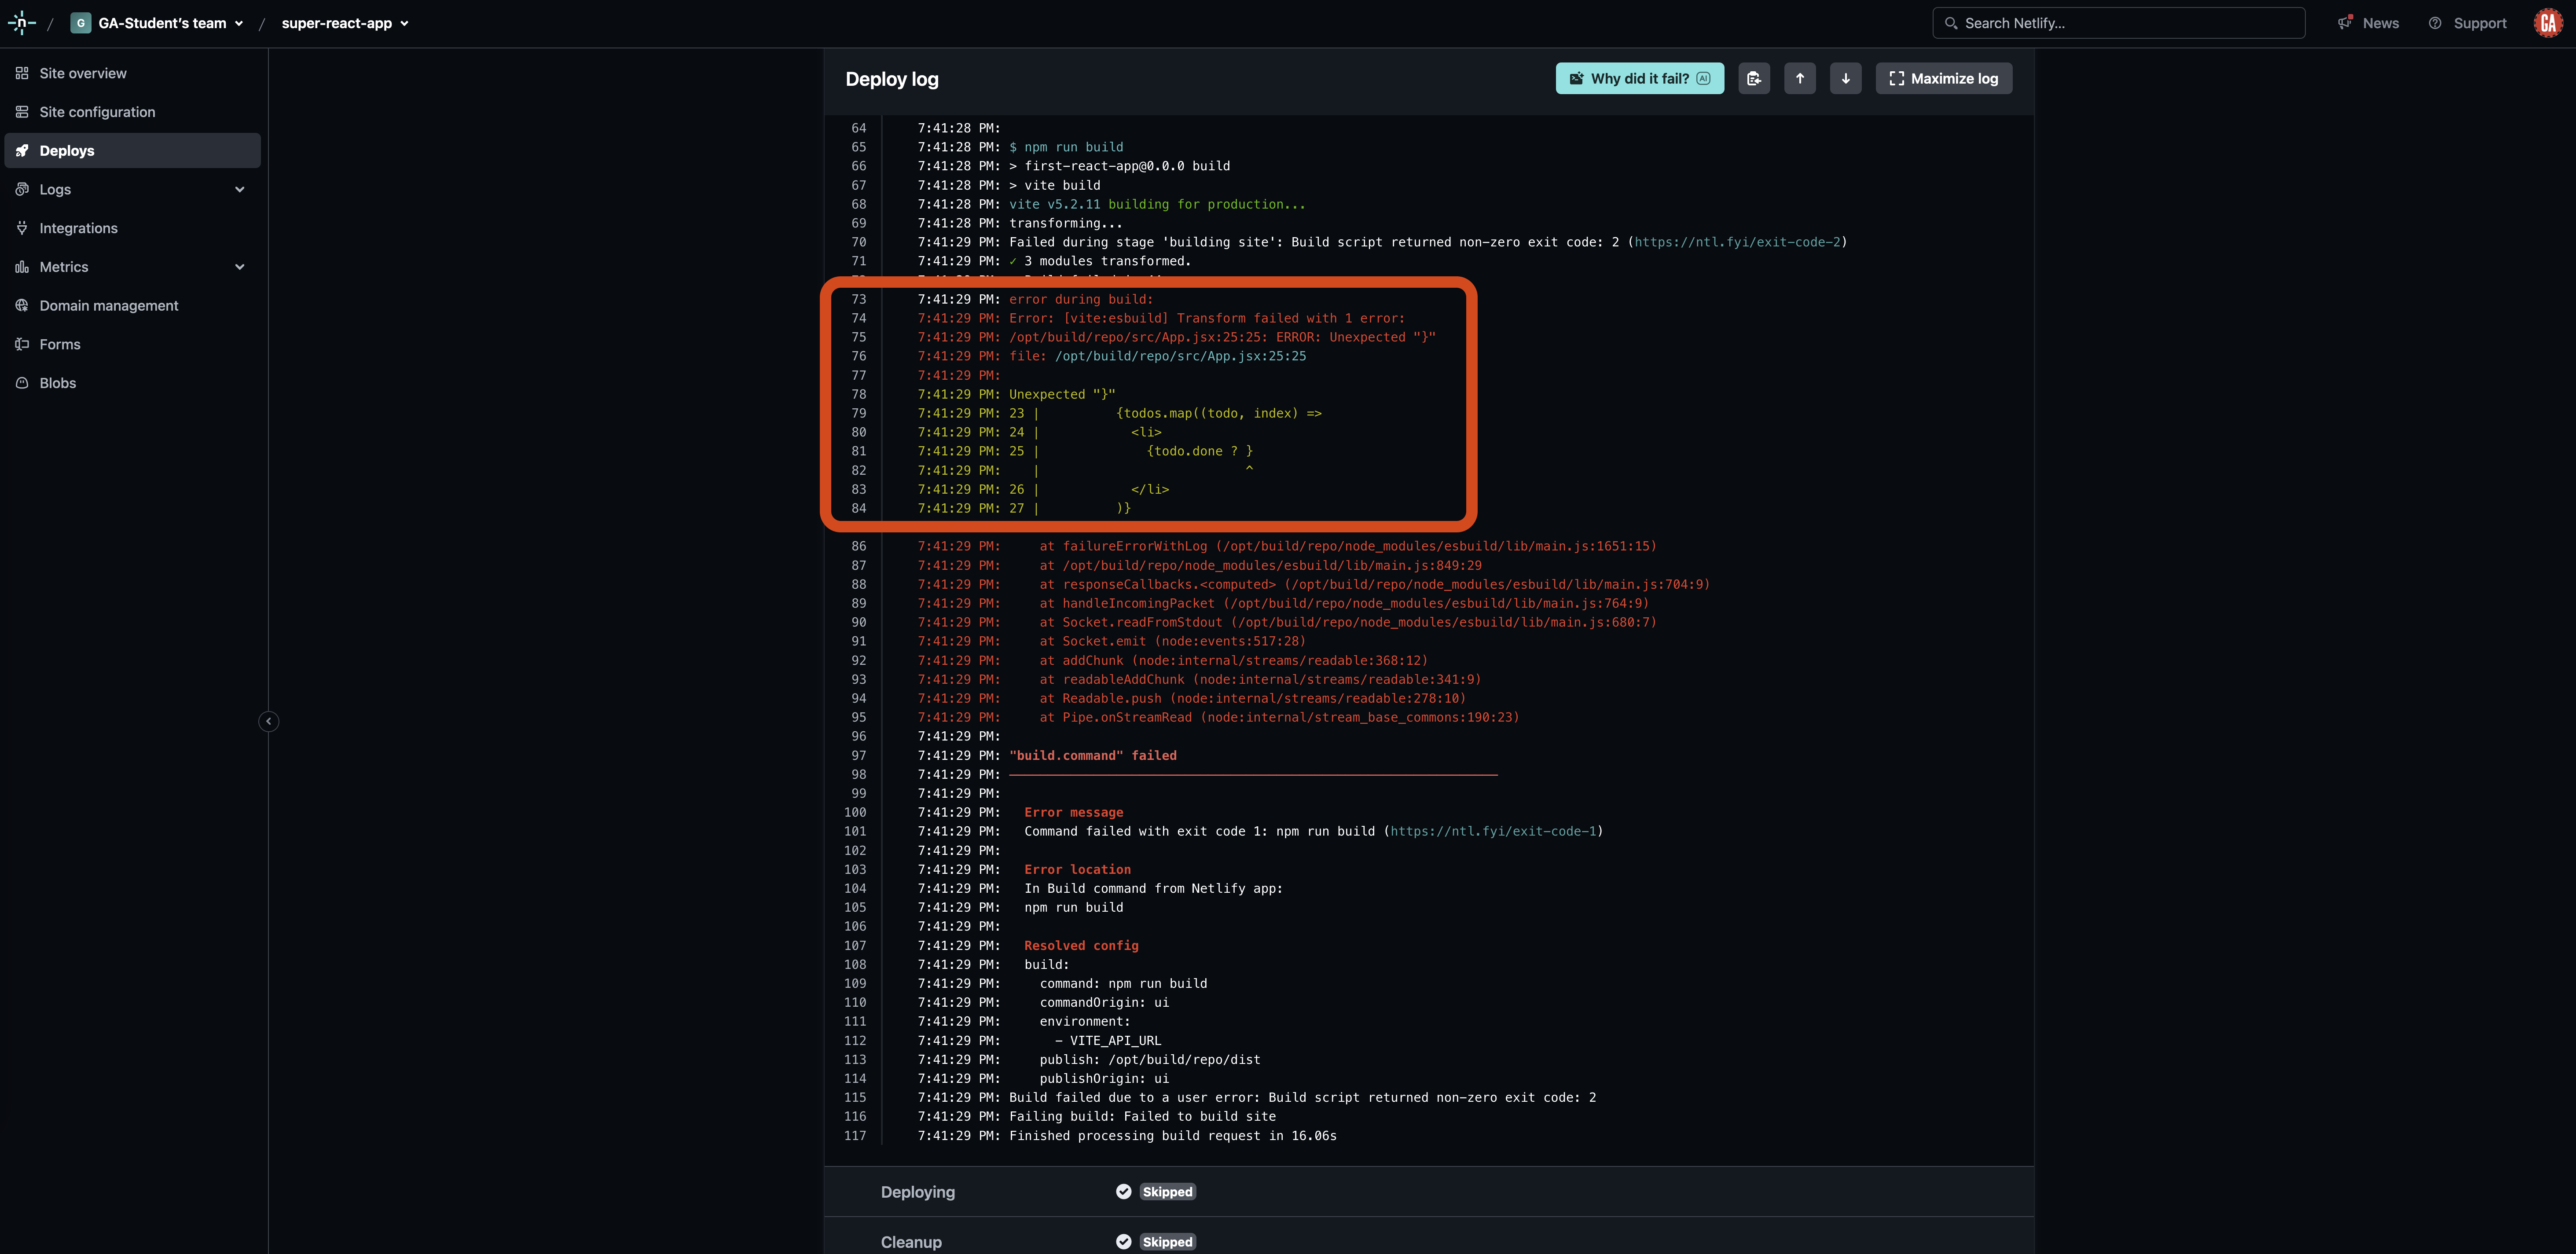 GA-Student's team / super-react-app
Search Netlify...
News
Support
GA
G
Site overview
Site configuration
Deploys
Logs
Integrations
Metrics
Domain management
Forms
Blobs
Deploy log
Why did it fail? AI
Maximize log
64 7:41:28 PM:
65 7:41:28 PM: $ npm run build
66 7:41:28 PM: > first-react-app@0.0.0 build
67 7:41:28 PM: > vite build
68 7:41:28 PM: vite v5.2.11 building for production...
69 7:41:28 PM: transforming...
70 7:41:29 PM: Failed during stage 'building site': Build script returned non-zero exit code: 2 (https://ntl.fyi/exit-code-2)
71 7:41:29 PM: ✓ 3 modules transformed.
73 7:41:29 PM: error during build:
74 7:41:29 PM: Error: [vite:esbuild] Transform failed with 1 error:
75 7:41:29 PM: /opt/build/repo/src/App.jsx:25:25: ERROR: Unexpected "}"
76 7:41:29 PM: file: /opt/build/repo/src/App.jsx:25:25
77 7:41:29 PM:
78 7:41:29 PM: Unexpected "}"
79 7:41:29 PM: 23 | {todos.map((todo, index) =>
80 7:41:29 PM: 24 | <li>
81 7:41:29 PM: 25 | {todo.done ? }
82 7:41:29 PM: | ^
83 7:41:29 PM: 26 | </li>
84 7:41:29 PM: 27 | )}
86 7:41:29 PM: at failureErrorWithLog (/opt/build/repo/node_modules/esbuild/lib/main.js:1651:15)
87 7:41:29 PM: at /opt/build/repo/node_modules/esbuild/lib/main.js:849:29
88 7:41:29 PM: at responseCallbacks.<computed> (/opt/build/repo/node_modules/esbuild/lib/main.js:704:9)
89 7:41:29 PM: at handleIncomingPacket (/opt/build/repo/node_modules/esbuild/lib/main.js:764:9)
90 7:41:29 PM: at Socket.readFromStdout (/opt/build/repo/node_modules/esbuild/lib/main.js:680:7)
91 7:41:29 PM: at Socket.emit (node:events:517:28)
92 7:41:29 PM: at addChunk (node:internal/streams/readable:368:12)
93 7:41:29 PM: at readableAddChunk (node:internal/streams/readable:341:9)
94 7:41:29 PM: at Readable.push (node:internal/streams/readable:278:10)
95 7:41:29 PM: at Pipe.onStreamRead (node:internal/stream_base_commons:190:23)
96 7:41:29 PM:
97 7:41:29 PM: "build.command" failed
98 7:41:29 PM: ────────────────────────────────────────────────────────────────
99 7:41:29 PM:
100 7:41:29 PM: Error message
101 7:41:29 PM: Command failed with exit code 1: npm run build (https://ntl.fyi/exit-code-1)
102 7:41:29 PM:
103 7:41:29 PM: Error location
104 7:41:29 PM: In Build command from Netlify app:
105 7:41:29 PM: npm run build
106 7:41:29 PM:
107 7:41:29 PM: Resolved config
108 7:41:29 PM: build:
109 7:41:29 PM: command: npm run build
110 7:41:29 PM: commandOrigin: ui
111 7:41:29 PM: environment:
112 7:41:29 PM: - VITE_API_URL
113 7:41:29 PM: publish: /opt/build/repo/dist
114 7:41:29 PM: publishOrigin: ui
115 7:41:29 PM: Build failed due to a user error: Build script returned non-zero exit code: 2
116 7:41:29 PM: Failing build: Failed to build site
117 7:41:29 PM: Finished processing build request in 16.06s
Deploying Skipped
Cleanup Skipped